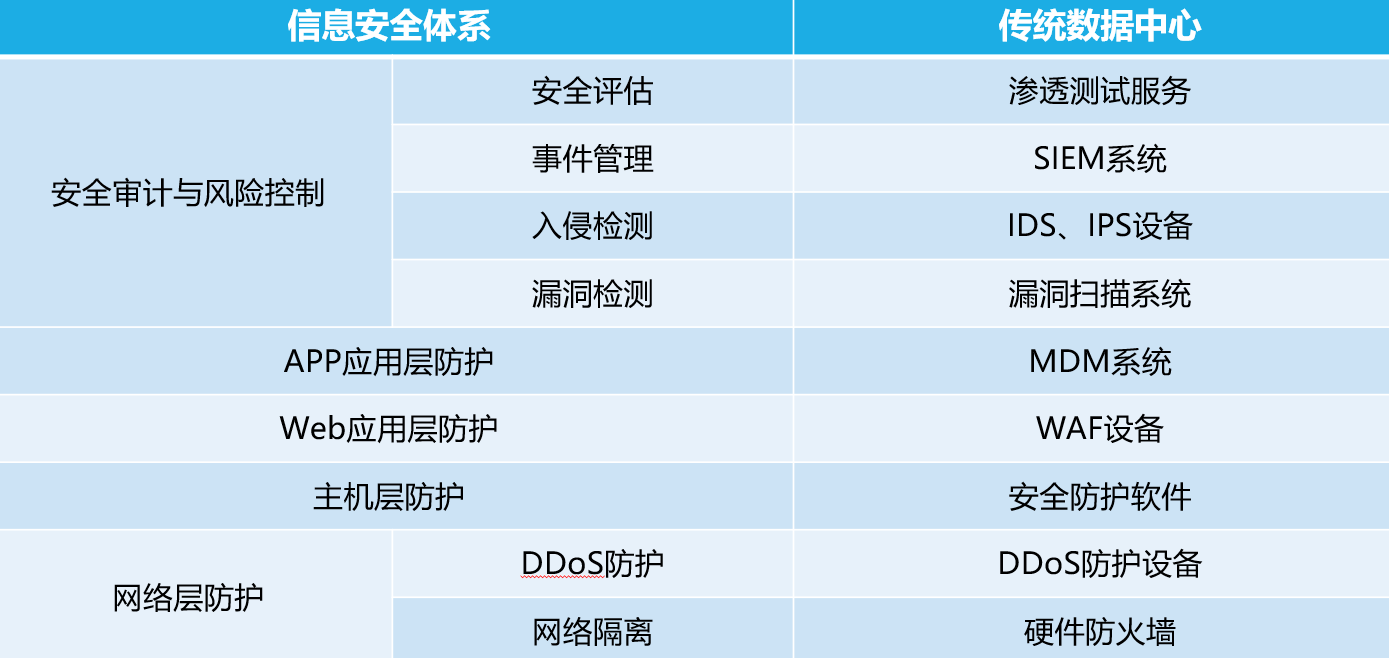 信息安全体系
传统数据中心
安全审计与风险控制
安全评估
渗透测试服务
事件管理
SIEM系统
入侵检测
IDS、IPS设备
漏洞检测
漏洞扫描系统
APP应用层防护
MDM系统
Web应用层防护
WAF设备
主机层防护
安全防护软件
网络层防护
DDoS防护
DDoS防护设备
网络隔离
硬件防火墙